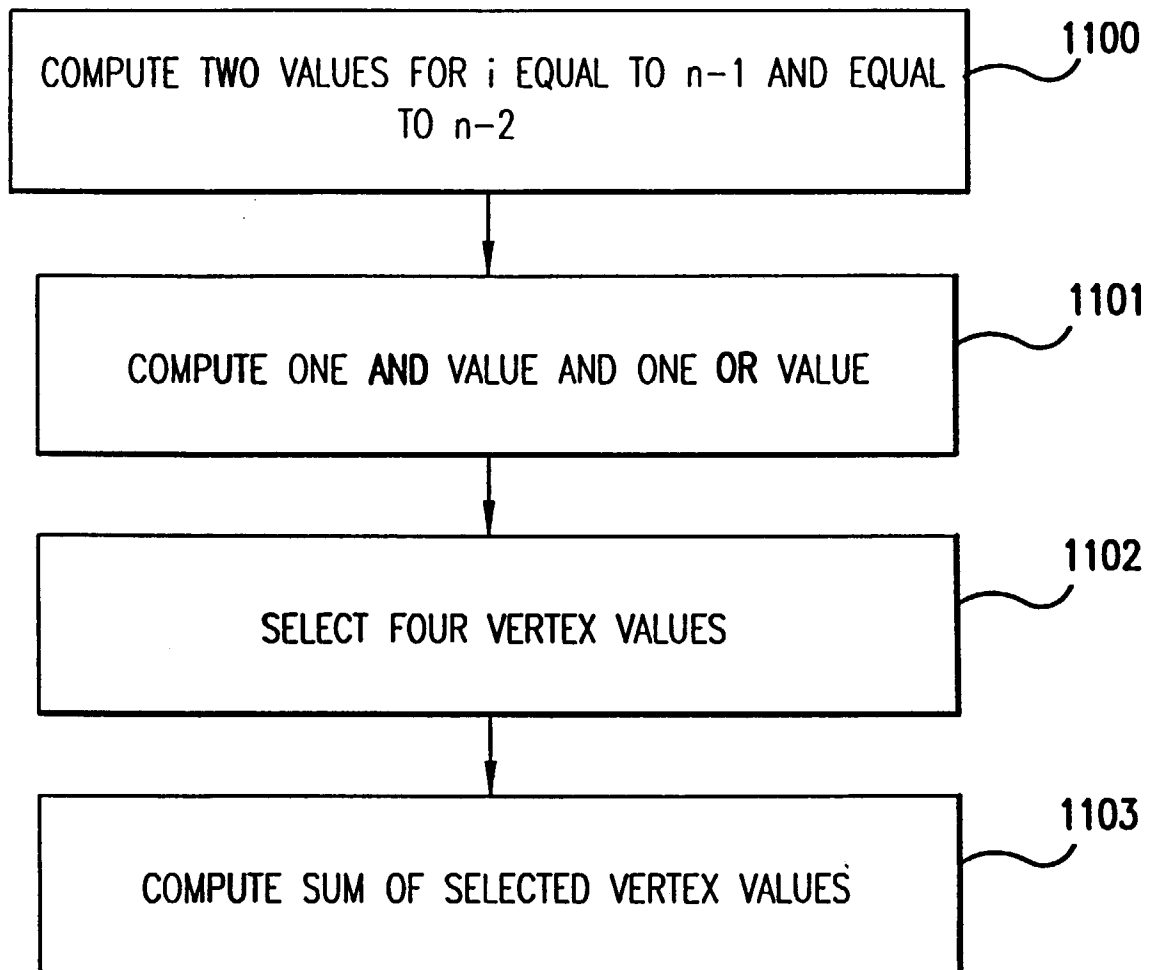 1100
COMPUTE TWO VALUES FOR i EQUAL TO n-1 AND EQUAL
TO n-2
1101
COMPUTE ONE AND VALUE AND ONE OR VALUE
1102
SELECT FOUR VERTEX VALUES
1103
COMPUTE SUM OF SELECTED VERTEX VALUES